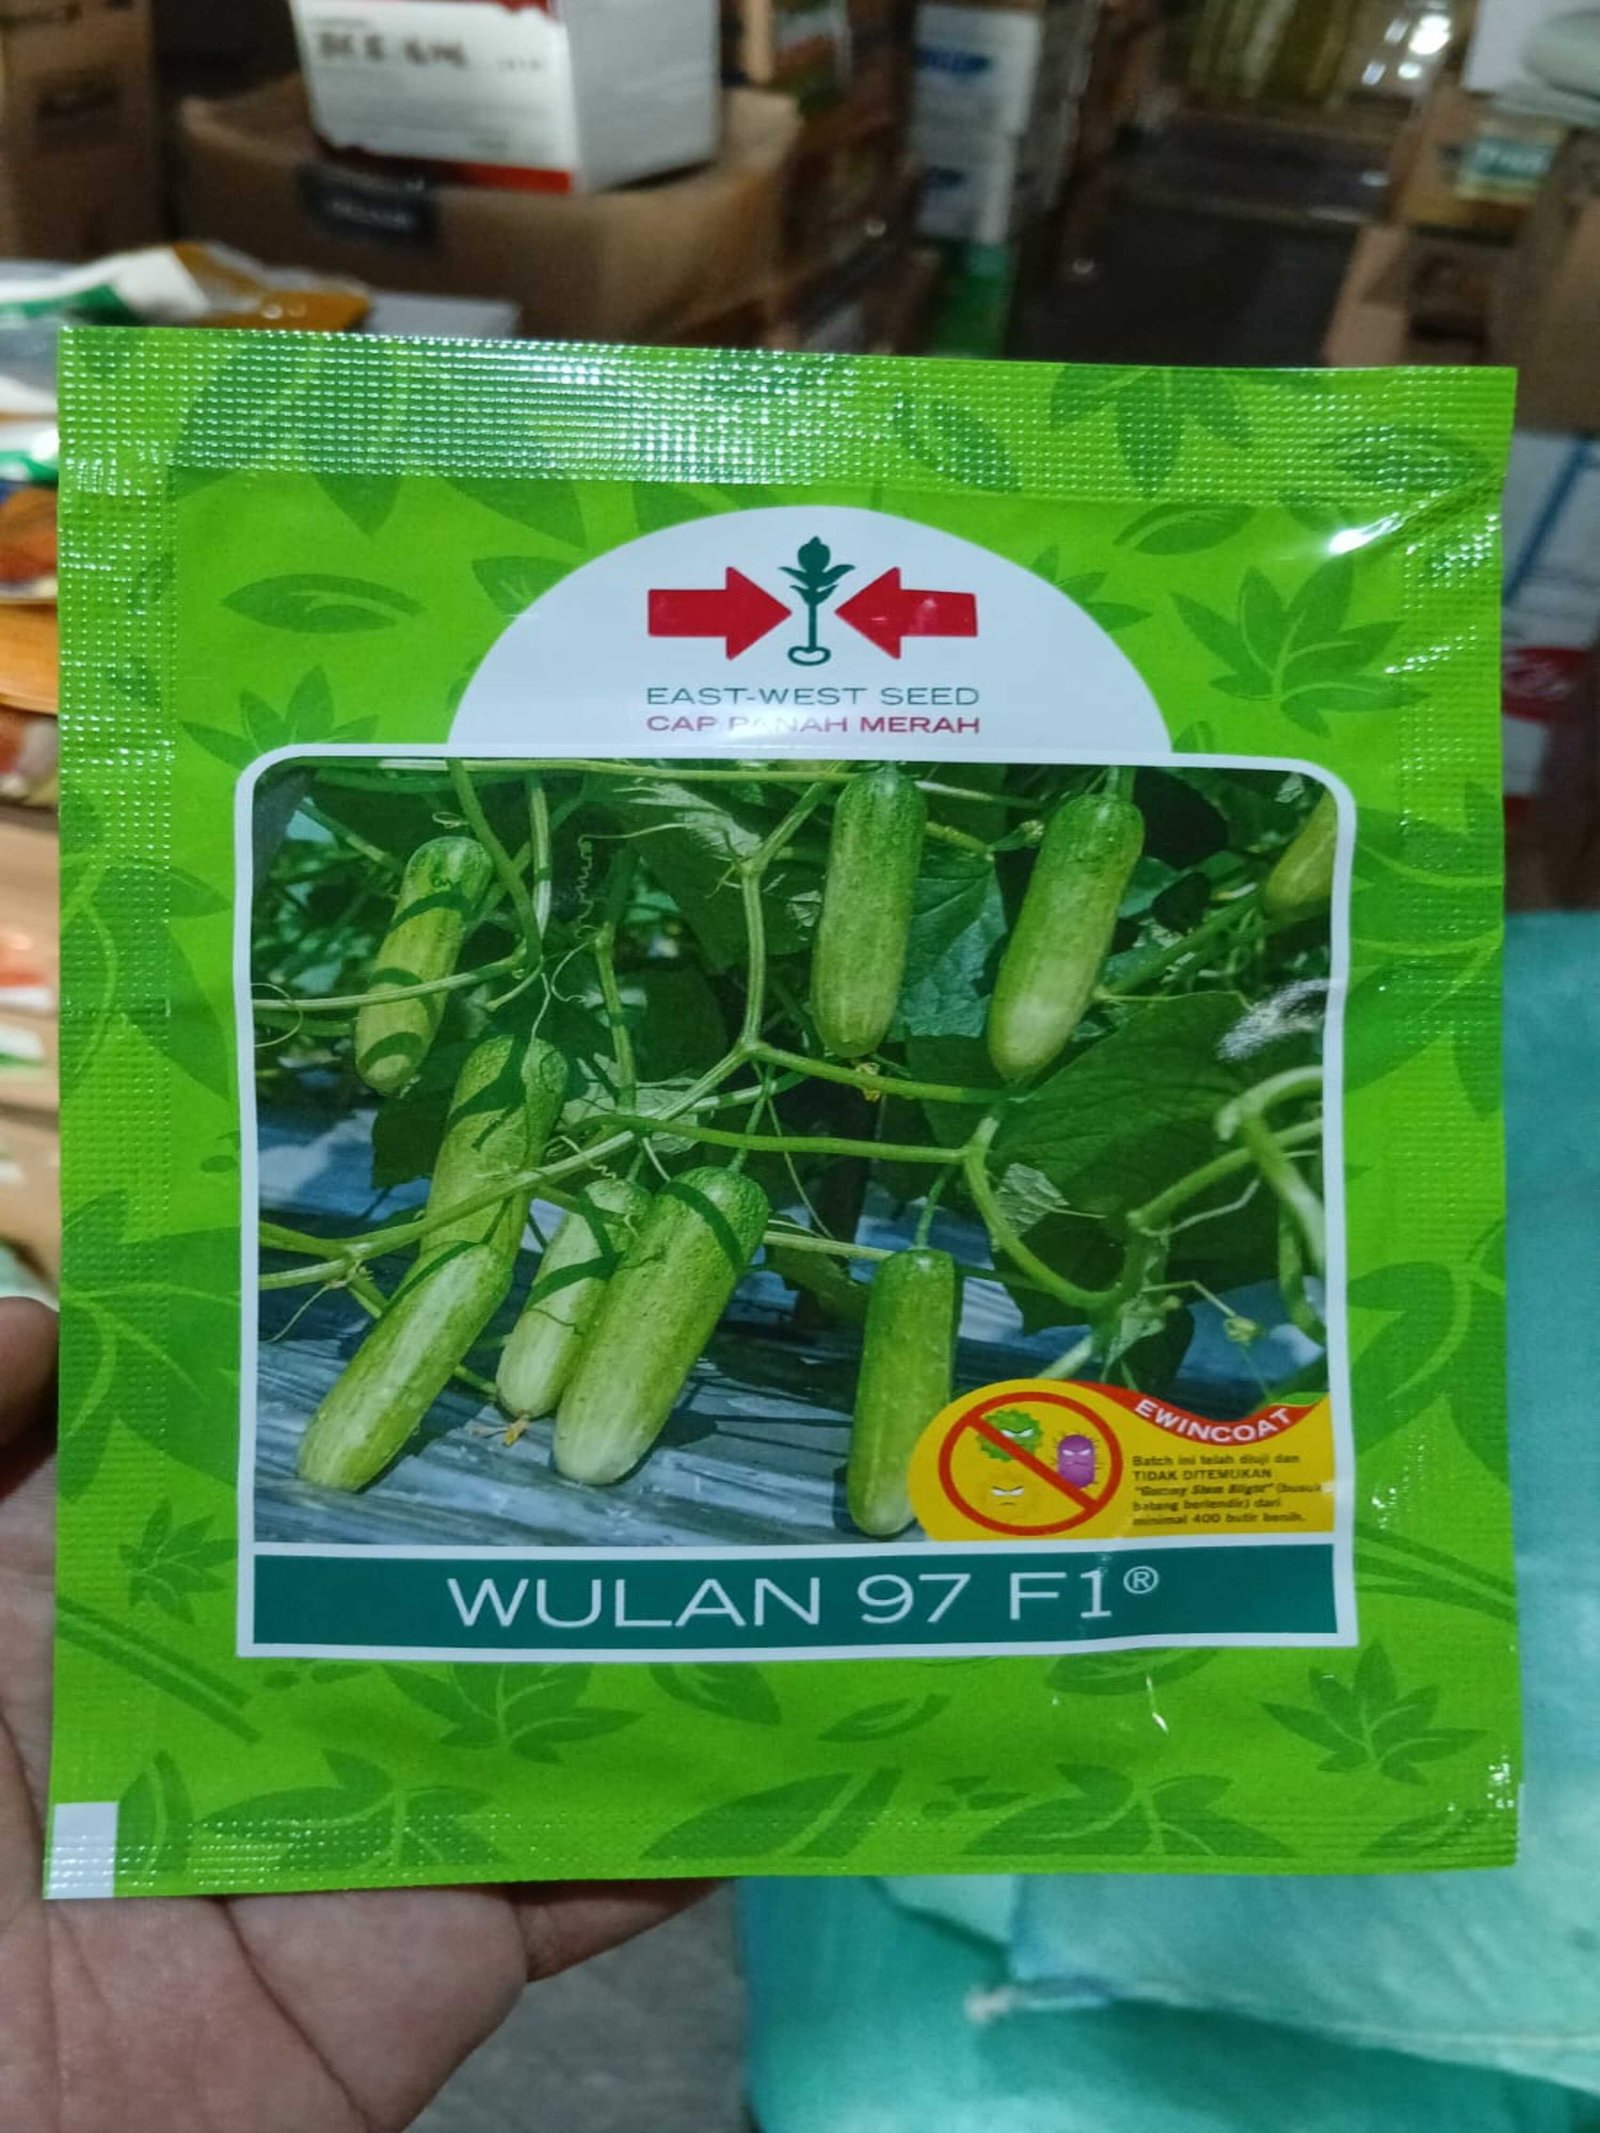 EAST-WEST SEED
CAP PANAH MERAH
EWINCOAT
Batch ini telah diuji dan
TIDAK DITEMUKAN
"Gummy Stem Blight" (busuk
batang berlendir) dari
minimal 400 butir benih.
WULAN 97 F1®